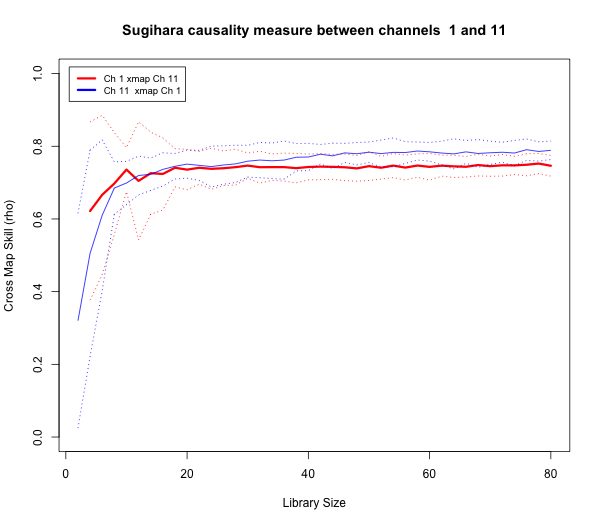 Sugihara causality measure between channels  1 and 11
Ch 1 xmap Ch 11
Ch 11  xmap Ch 1
1.0
0.8
0.6
0.4
0.2
0.0
Cross Map Skill (rho)
0 20 40 60 80
Library Size